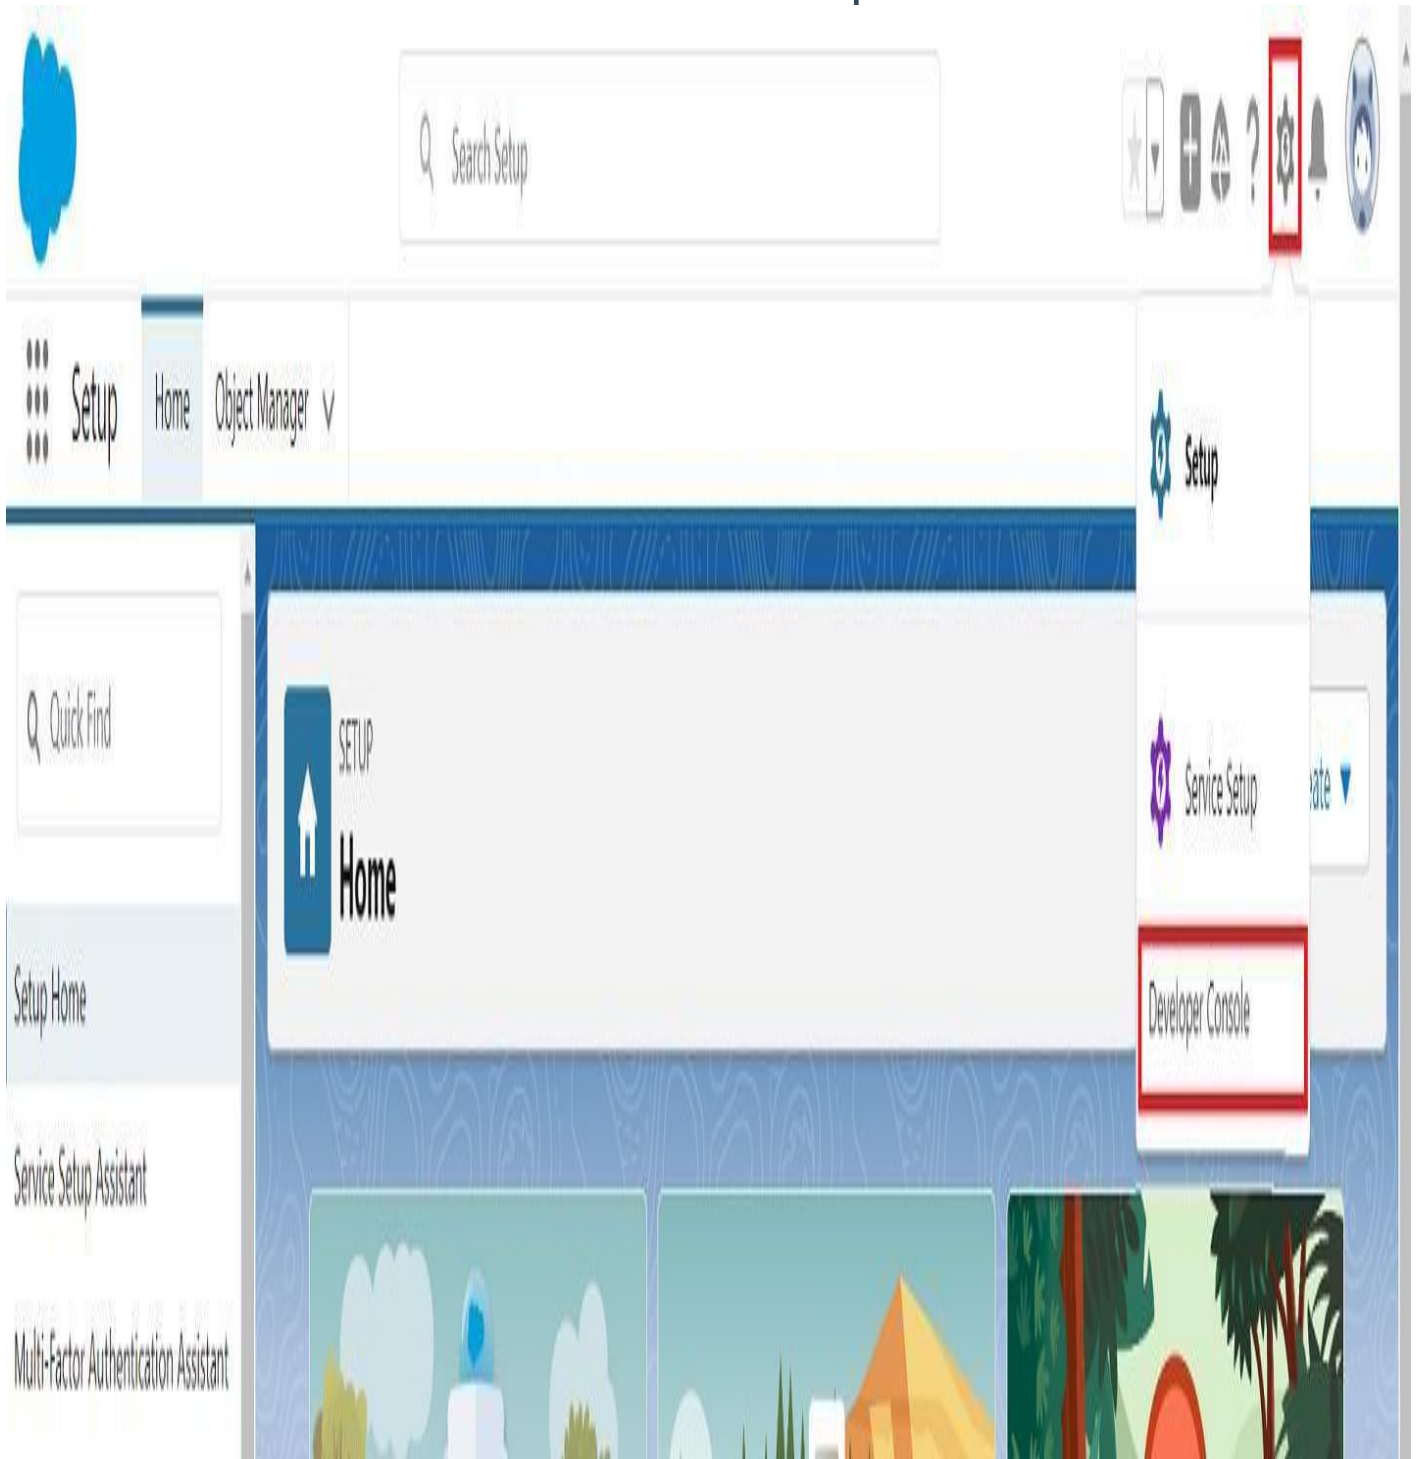 Search Setup
Setup
Home
Object Manager
Setup
Quick Find
SETUP
Home
Service Setup
Developer Console
Setup Home
Service Setup Assistant
Multi-Factor Authentication Assistant